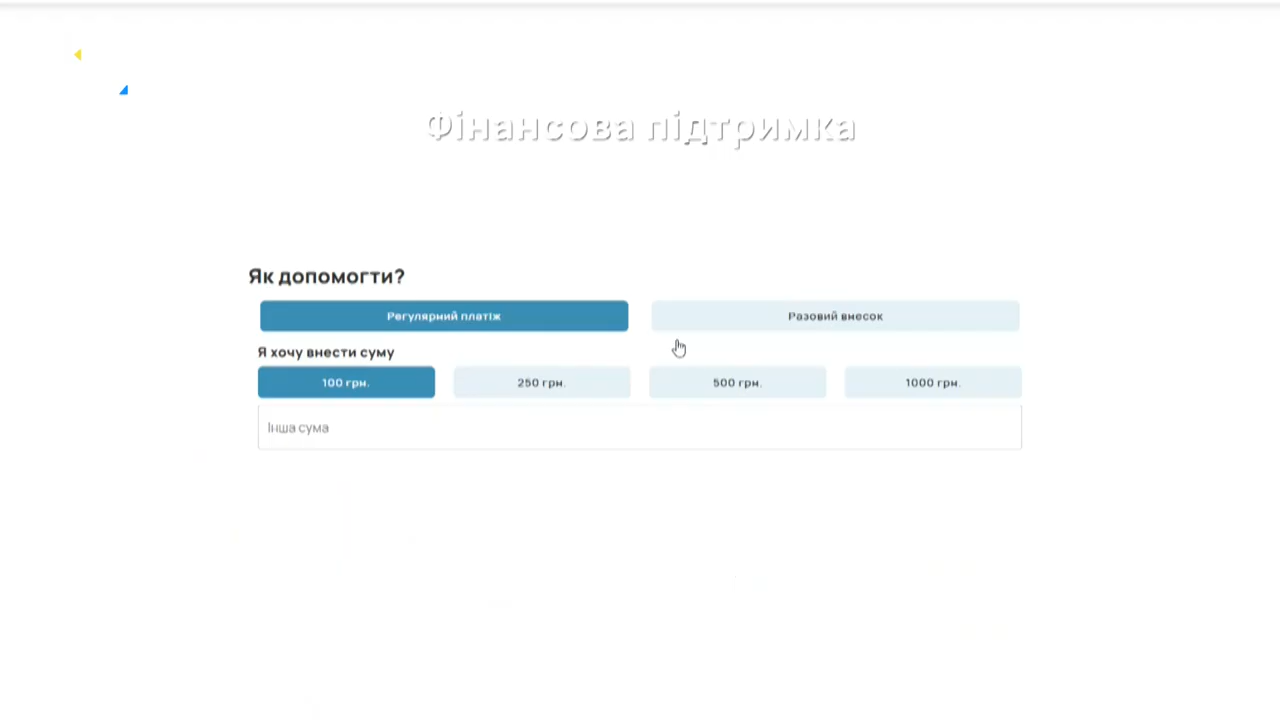 Фінансова підтримка
Як допомогти?
Регулярний платіж Разовий внесок
Я хочу внести суму
100 грн. 250 грн. 500 грн. 1000 грн.
Інша сума